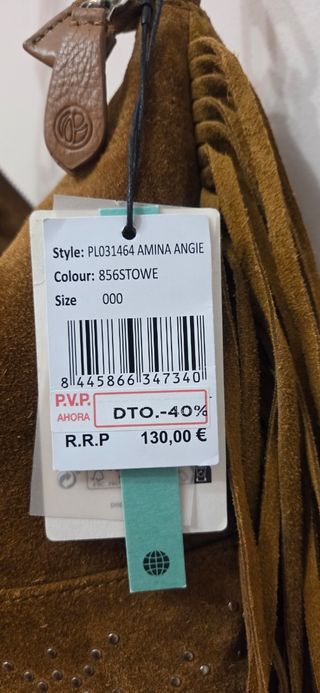 Style: PL031464 AMINA ANGIE
Colour: 856STOWE
Size 000
8 445866 347340
P.V.P.
AHORA DTO.-40%
R.R.P 130,00 €